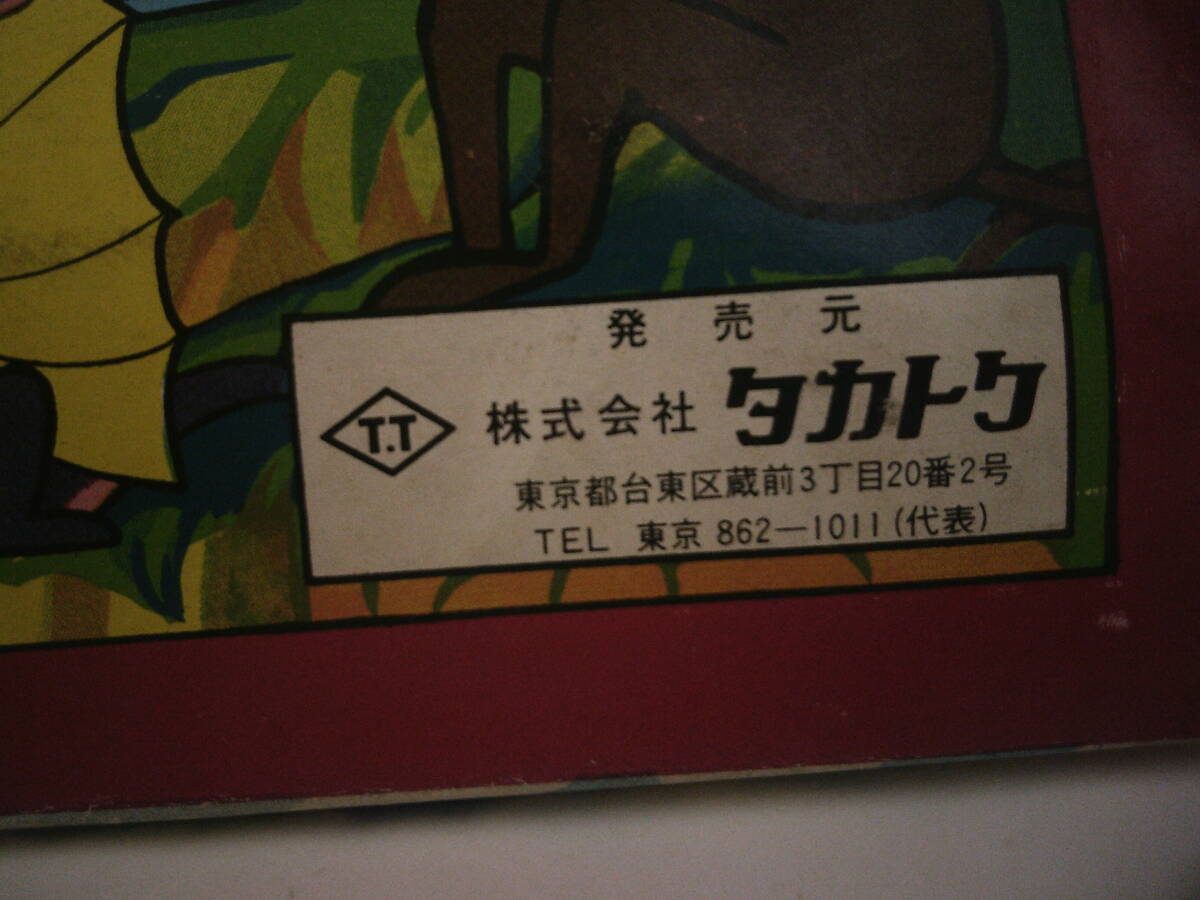 発売元
T.T 株式会社 タカトク
東京都台東区蔵前3丁目20番2号
TEL 東京 862—1011(代表)